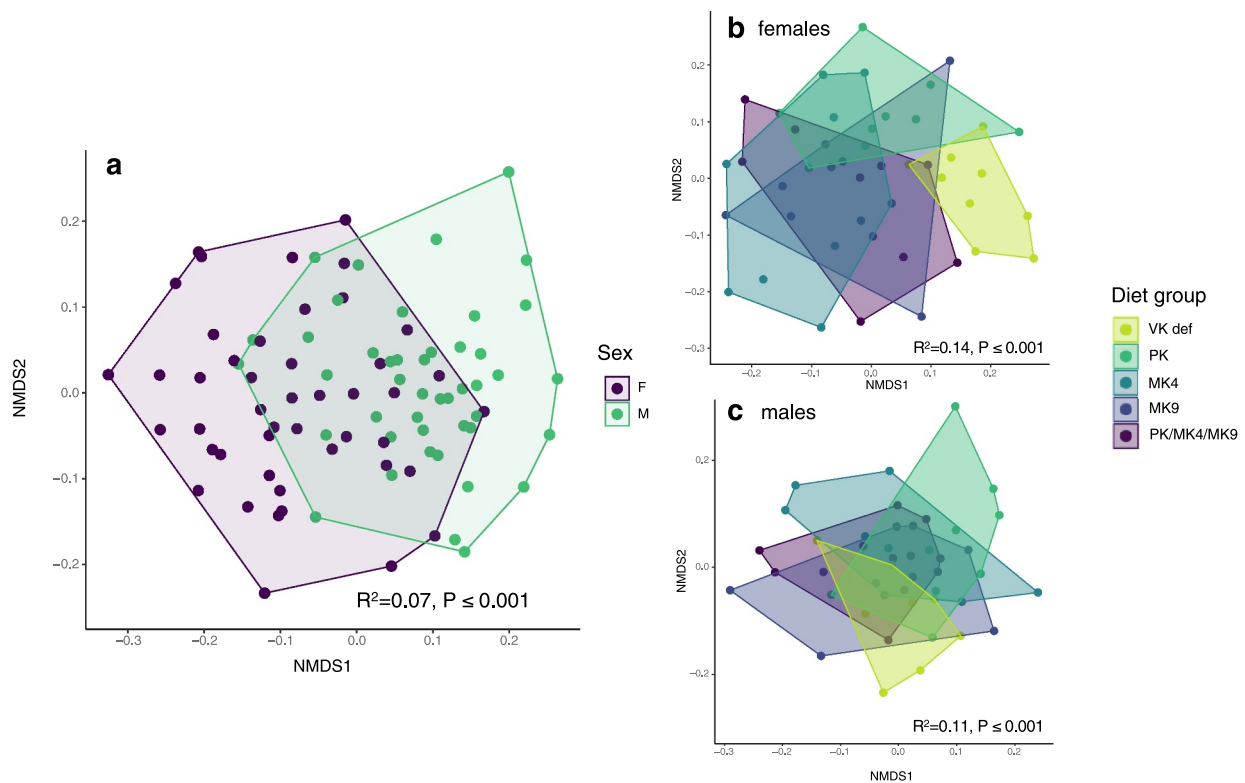 a
0.2
0.1
0.0
−0.1
−0.2
NMDS2
−0.3
−0.2
−0.1
0.0
0.1
0.2
NMDS1
R²=0.07, P ≤ 0.001
Sex
F
M
b females
0.2
0.1
0.0
−0.1
−0.2
−0.3
NMDS2
−0.2
−0.1
0.0
0.1
0.2
NMDS1
R²=0.14, P ≤ 0.001
c males
0.2
0.0
−0.2
NMDS2
−0.3
−0.2
−0.1
0.0
0.1
0.2
NMDS1
R²=0.11, P ≤ 0.001
Diet group
VK def
PK
MK4
MK9
PK/MK4/MK9